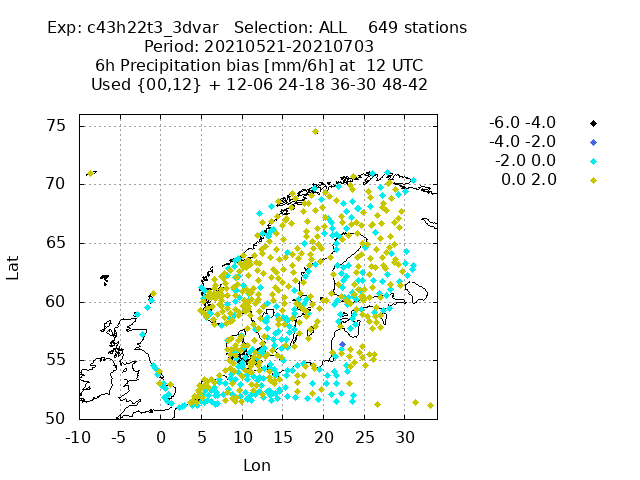 Exp: c43h22t3_3dvar   Selection: ALL    649 stations
Period: 20210521-20210703
6h Precipitation bias [mm/6h] at  12 UTC
Used {00,12} + 12-06 24-18 36-30 48-42
-6.0 -4.0
-4.0 -2.0
-2.0 0.0
0.0 2.0
75
70
65
60
55
50
Lat
-10 -5 0 5 10 15 20 25 30
Lon